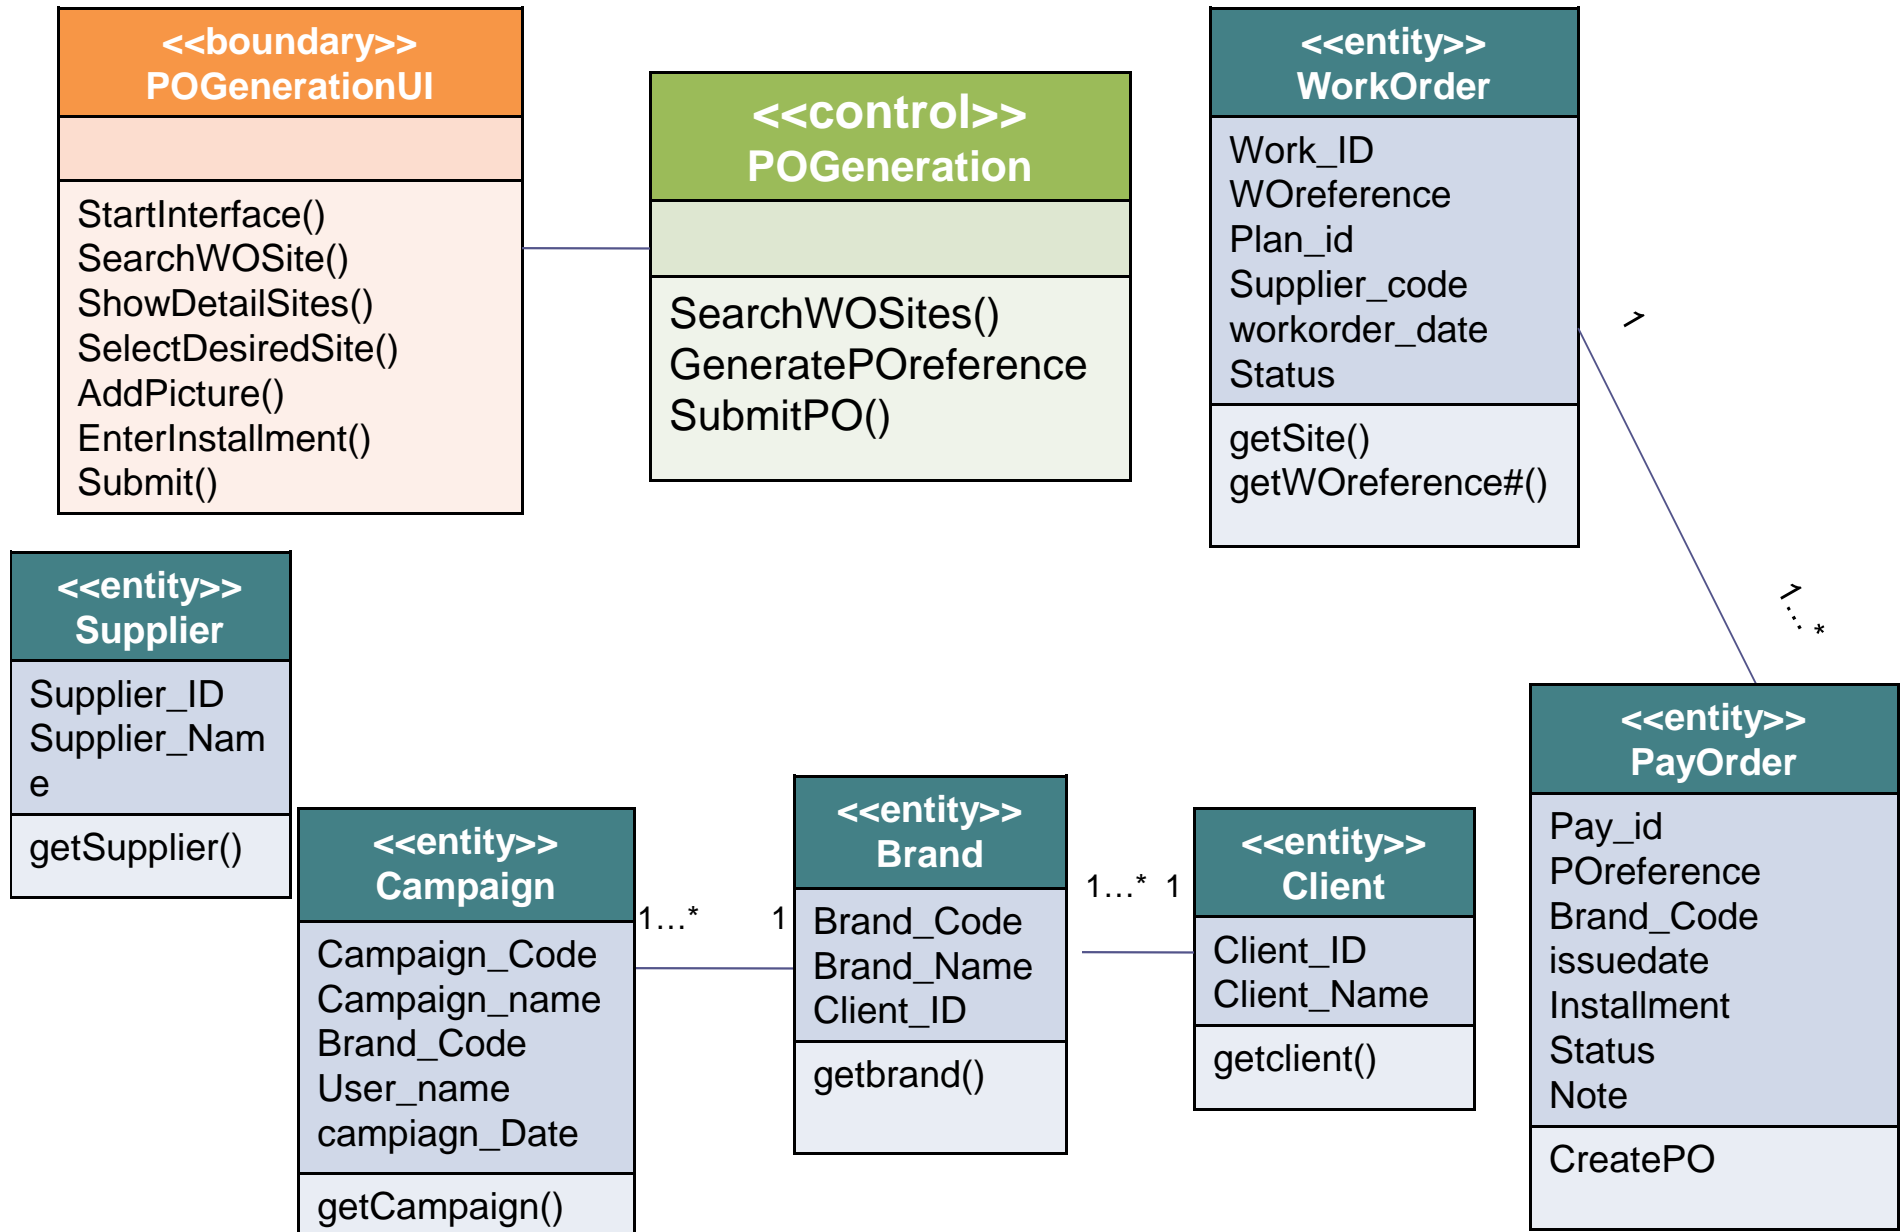 <<boundary>>
POGenerationUI
StartInterface()
SearchWOSite()
ShowDetailSites()
SelectDesiredSite()
AddPicture()
EnterInstallment()
Submit()
<<control>>
POGeneration
SearchWOSites()
GeneratePOreference
SubmitPO()
<<entity>>
WorkOrder
Work_ID
WOreference
Plan_id
Supplier_code
workorder_date
Status
getSite()
getWOreference#()
1
1...*
<<entity>>
Supplier
Supplier_ID
Supplier_Nam
e
getSupplier()
<<entity>>
Campaign
Campaign_Code
Campaign_name
Brand_Code
User_name
campiagn_Date
getCampaign()
1...*
1
<<entity>>
Brand
Brand_Code
Brand_Name
Client_ID
getbrand()
1...*
1
<<entity>>
Client
Client_ID
Client_Name
getclient()
<<entity>>
PayOrder
Pay_id
POreference
Brand_Code
issuedate
Installment
Status
Note
CreatePO